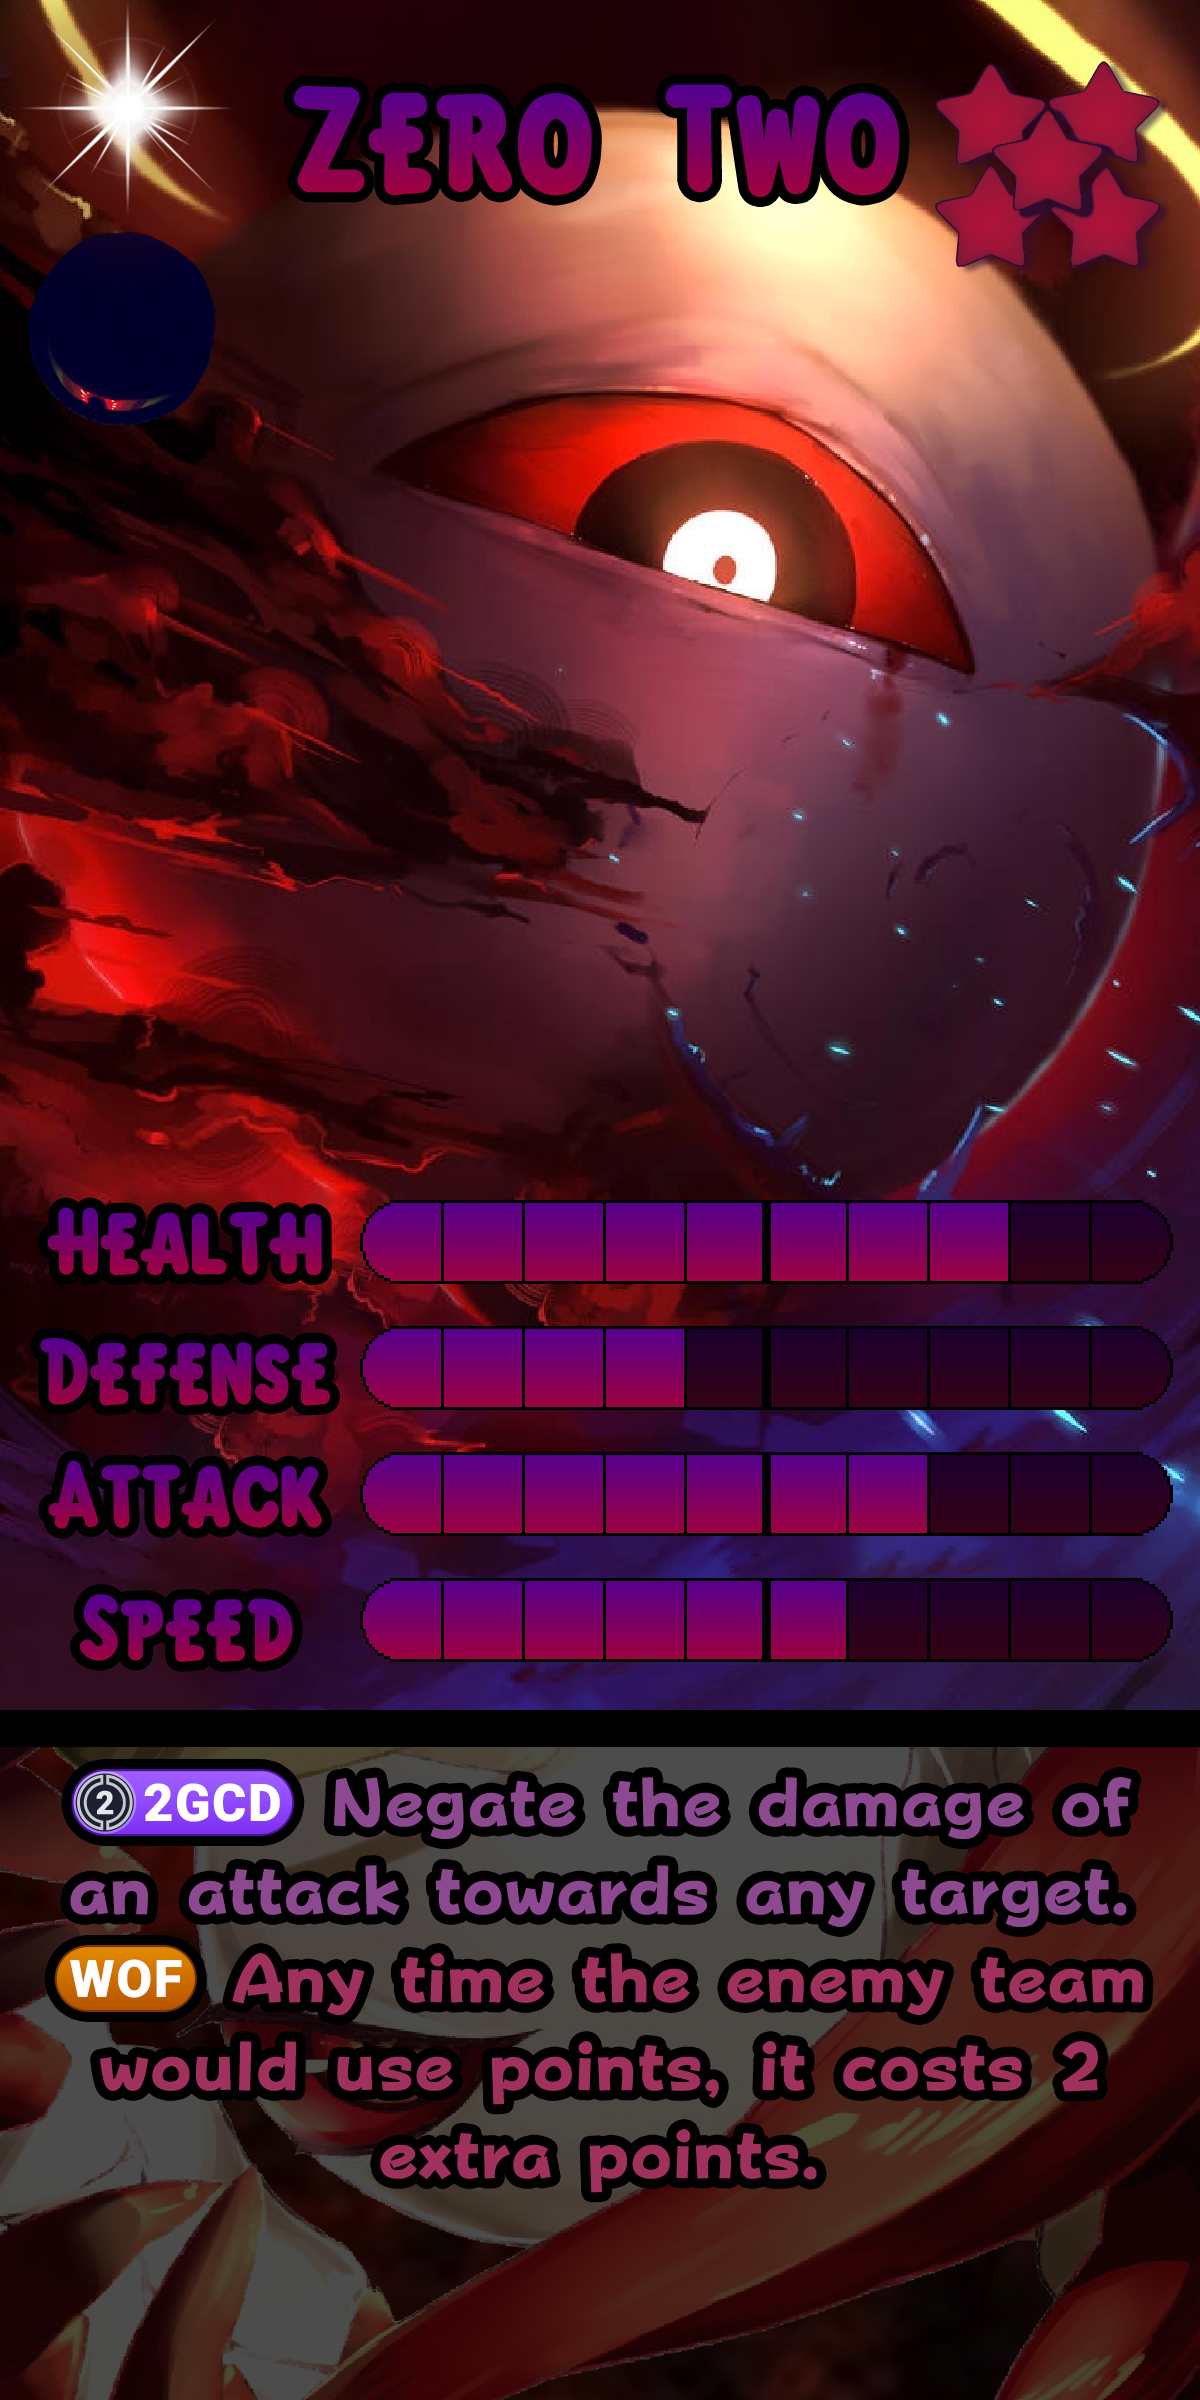 Zero Two
Health
Defense
Attack
Speed
2 2GCD Negate the damage of
an attack towards any target.
WOF Any time the enemy team
would use points, it costs 2
extra points.